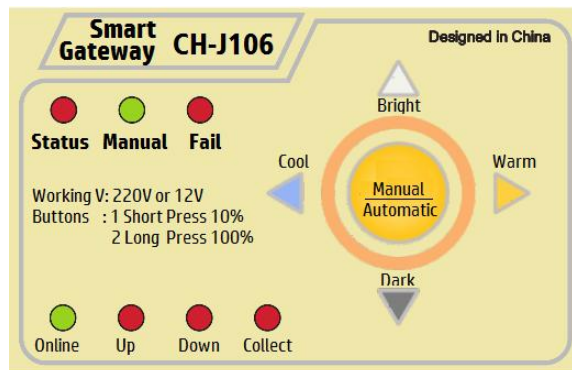 Smart
Gateway CH-J106
Designed in China
Status Manual Fail
Working V: 220V or 12V
Buttons : 1 Short Press 10%
2 Long Press 100%
Bright
Cool
Warm
Manual
Automatic
Dark
Online Up Down Collect